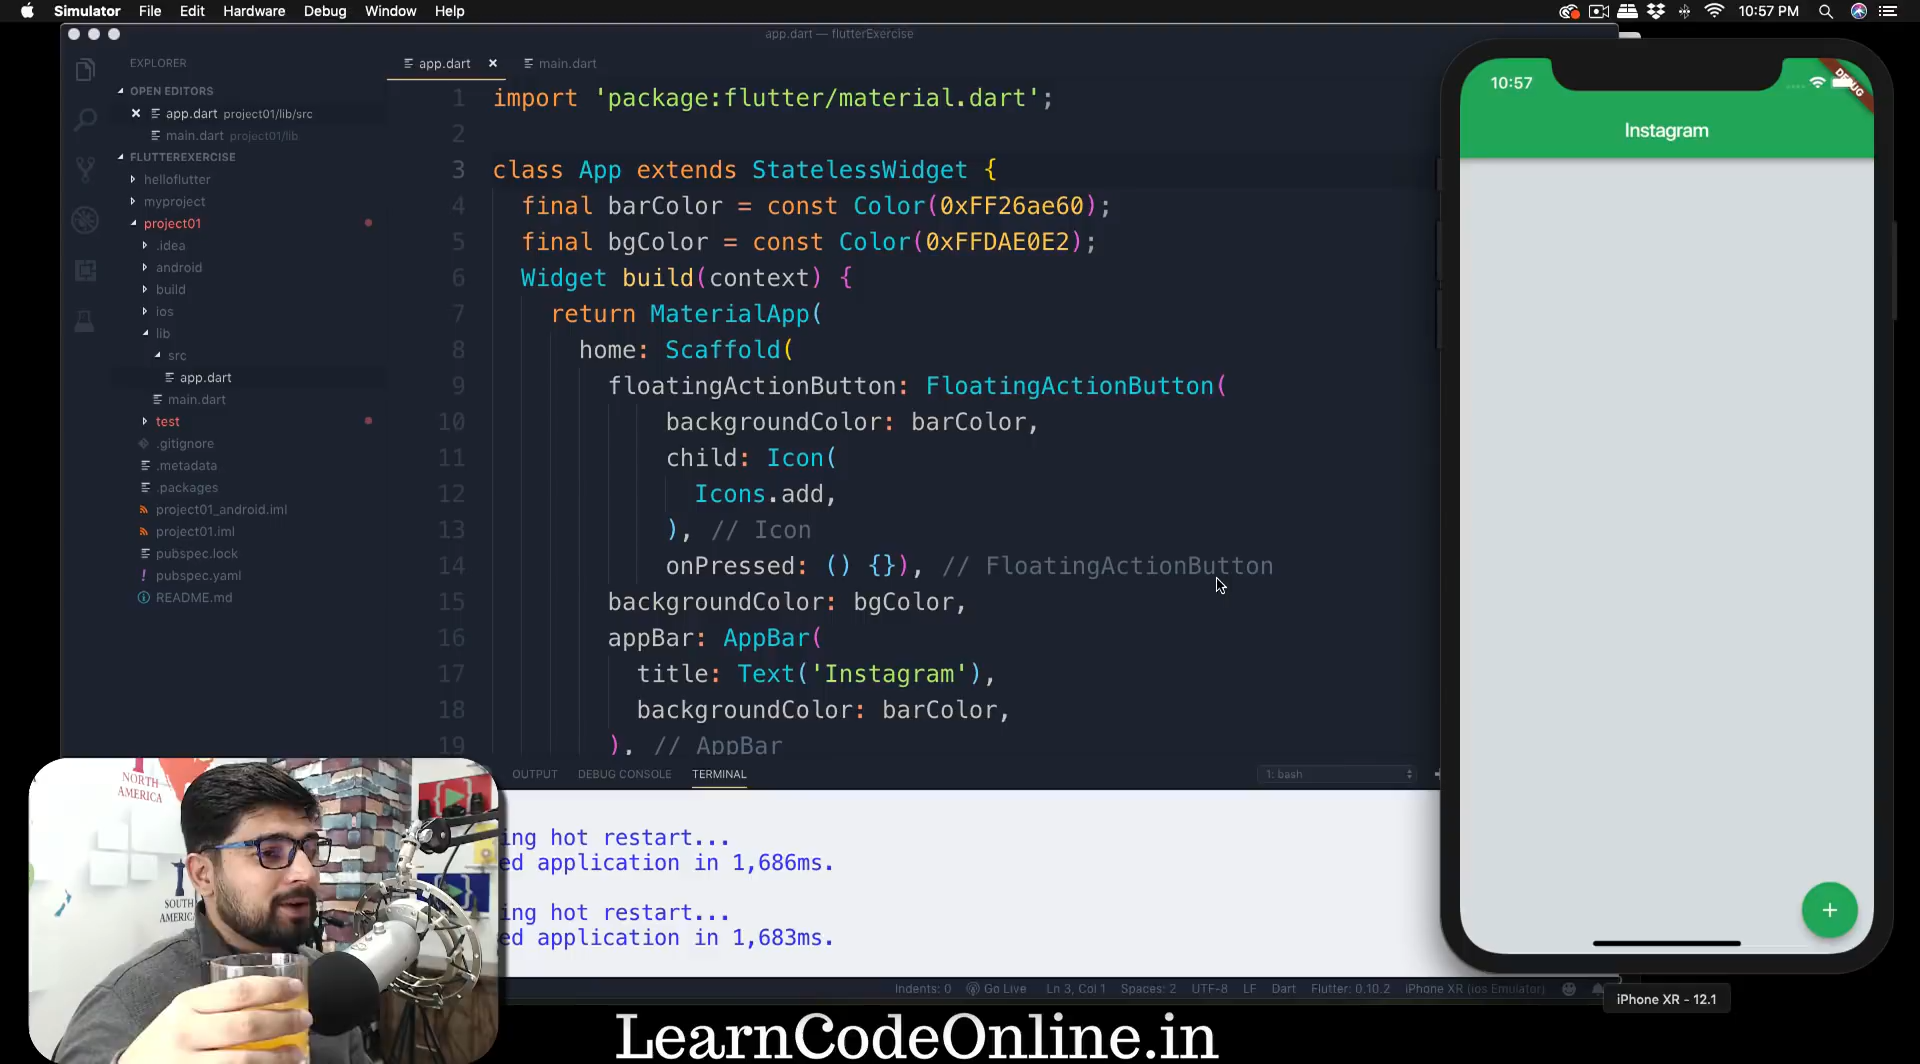 Simulator File Edit Hardware Debug Window Help
10:57 PM
app.dart — flutterExercise
EXPLORER
OPEN EDITORS
app.dart project01/lib/src
main.dart project01/lib
FLUTTEREXERCISE
helloflutter
myproject
project01
.idea
android
build
ios
lib
src
app.dart
main.dart
test
.gitignore
.metadata
.packages
project01_android.iml
project01.iml
pubspec.lock
pubspec.yaml
README.md
app.dart
main.dart
1 import 'package:flutter/material.dart';
2
3 class App extends StatelessWidget {
4 final barColor = const Color(0xFF26ae60);
5 final bgColor = const Color(0xFFDAE0E2);
6 Widget build(context) {
7 return MaterialApp(
8 home: Scaffold(
9 floatingActionButton: FloatingActionButton(
10 backgroundColor: barColor,
11 child: Icon(
12 Icons.add,
13 ), // Icon
14 onPressed: () {}), // FloatingActionButton
15 backgroundColor: bgColor,
16 appBar: AppBar(
17 title: Text('Instagram'),
18 backgroundColor: barColor,
19 ), // AppBar
OUTPUT DEBUG CONSOLE TERMINAL
1: bash
ing hot restart...
ed application in 1,686ms.
ing hot restart...
ed application in 1,683ms.
Indents: 0 Go Live Ln 3, Col 1 Spaces: 2 UTF-8 LF Dart Flutter: 0.10.2 iPhone XR (ios Emulator)
10:57
DEBUG
Instagram
+
iPhone XR - 12.1
NORTH
AMERICA
SOUTH
AMERICA
LearnCodeOnline.in